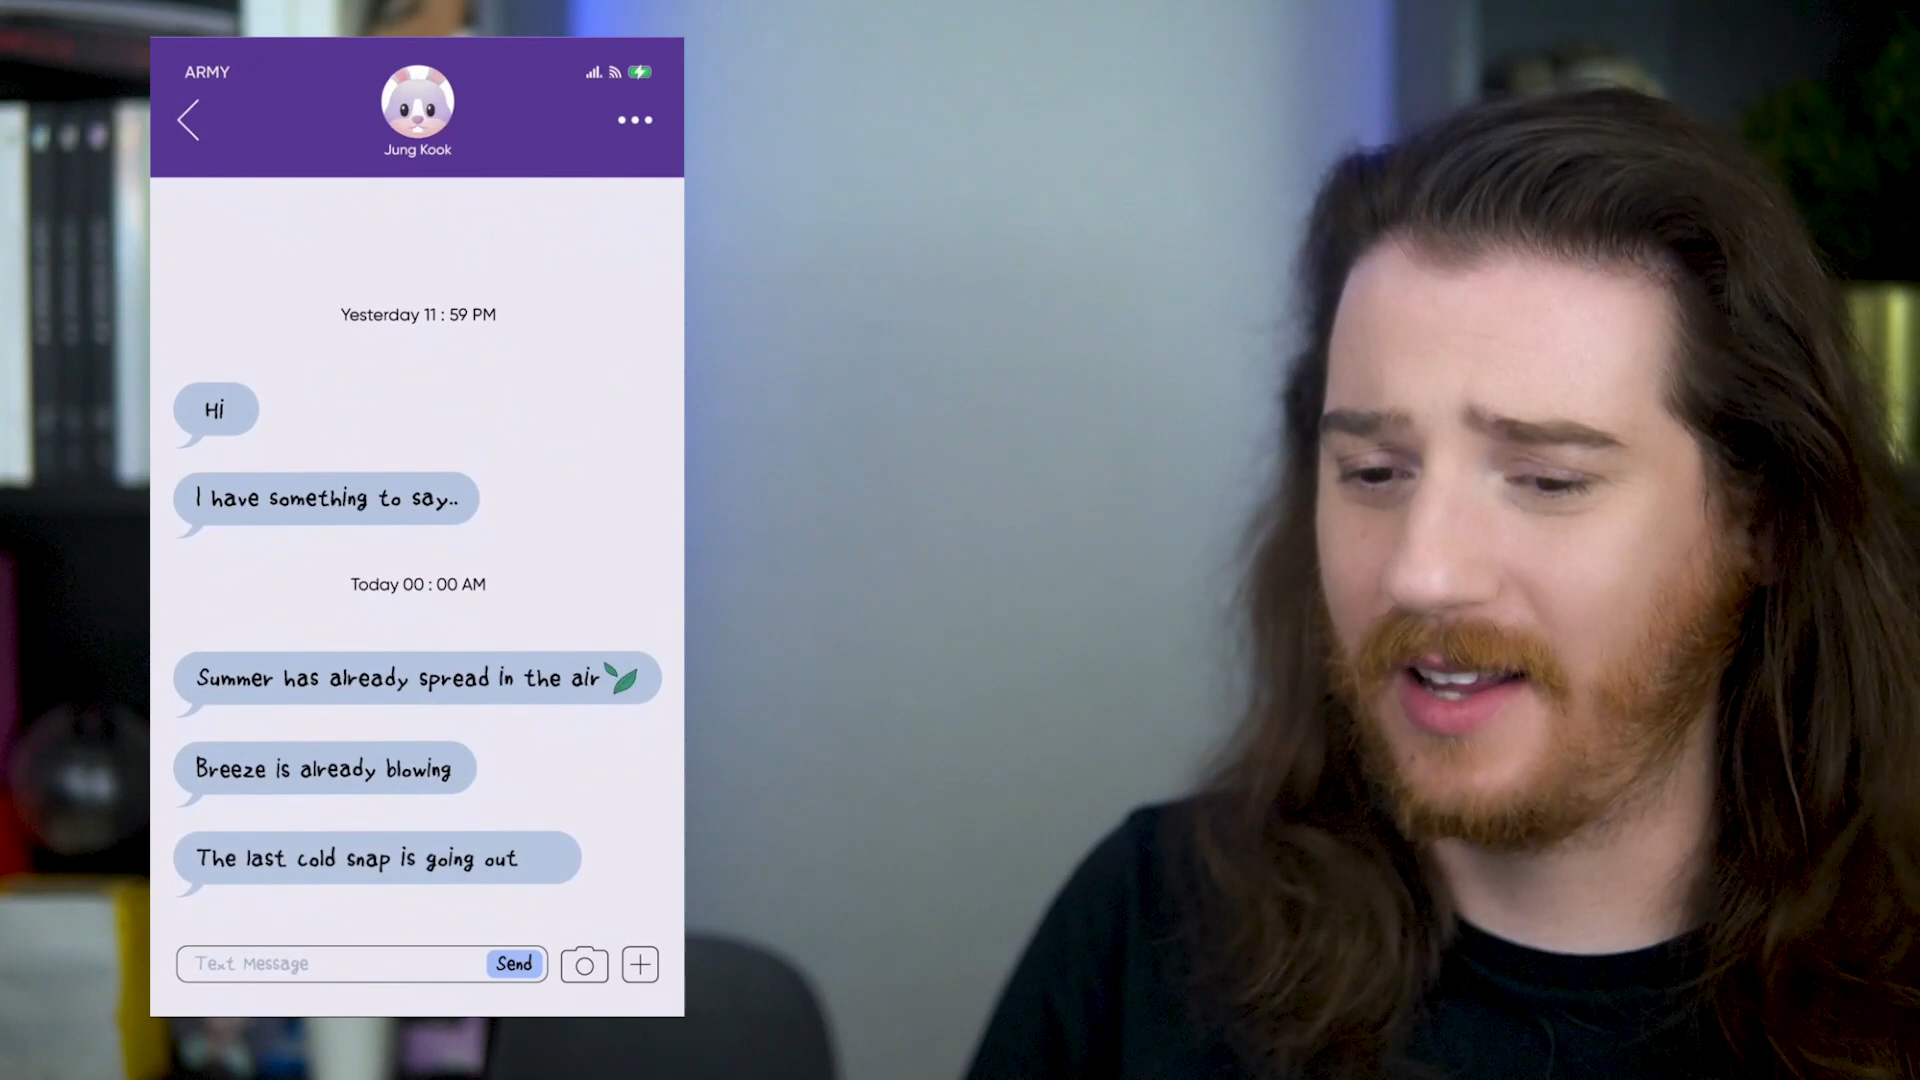 ARMY
Jung Kook
Yesterday 11 : 59 PM
Hi
I have something to say..
Today 00 : 00 AM
Summer has already spread in the air
Breeze is already blowing
The last cold snap is going out
Text Message
Send